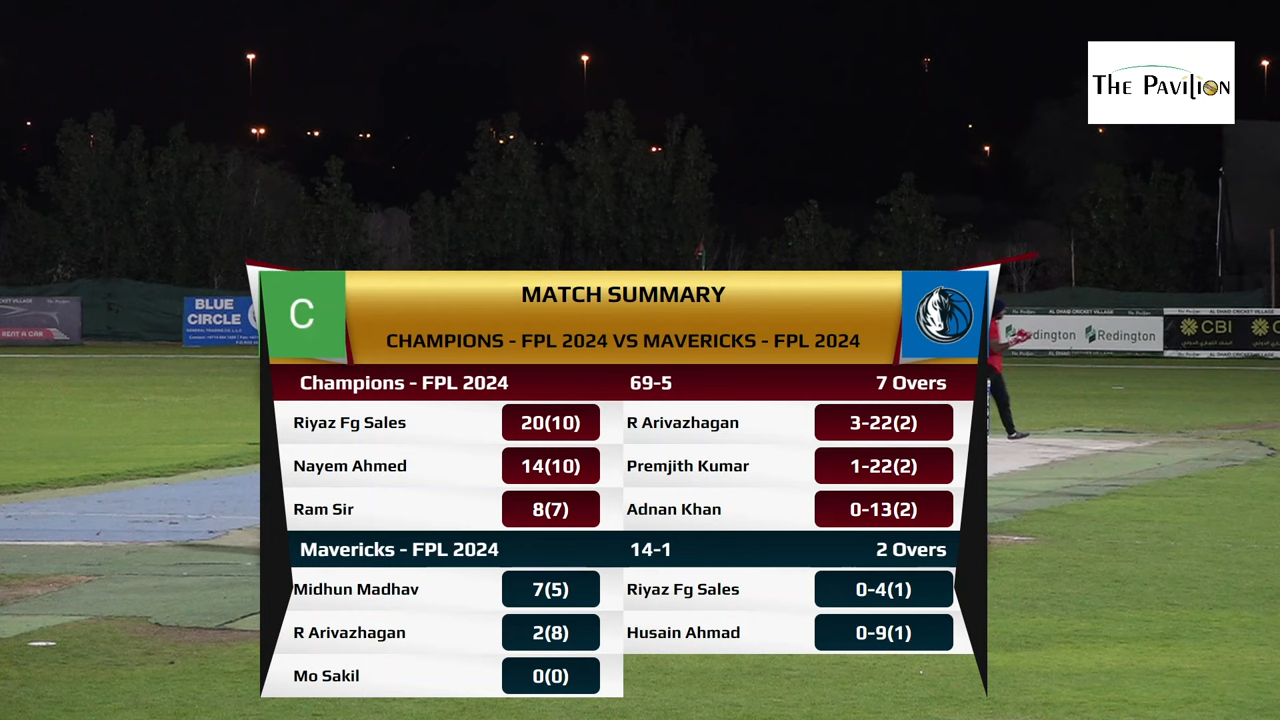 THE PAVILION
MATCH SUMMARY
C
CHAMPIONS - FPL 2024 VS MAVERICKS - FPL 2024
Champions - FPL 2024 69-5 7 Overs
Riyaz Fg Sales 20(10) R Arivazhagan 3-22(2)
Nayem Ahmed 14(10) Premjith Kumar 1-22(2)
Ram Sir 8(7) Adnan Khan 0-13(2)
Mavericks - FPL 2024 14-1 2 Overs
Midhun Madhav 7(5) Riyaz Fg Sales 0-4(1)
R Arivazhagan 2(8) Husain Ahmad 0-9(1)
Mo Sakil 0(0)
RENT A CAR
BLUE
CIRCLE
Redington
AL DHAID CRICKET VILLAGE
CBI